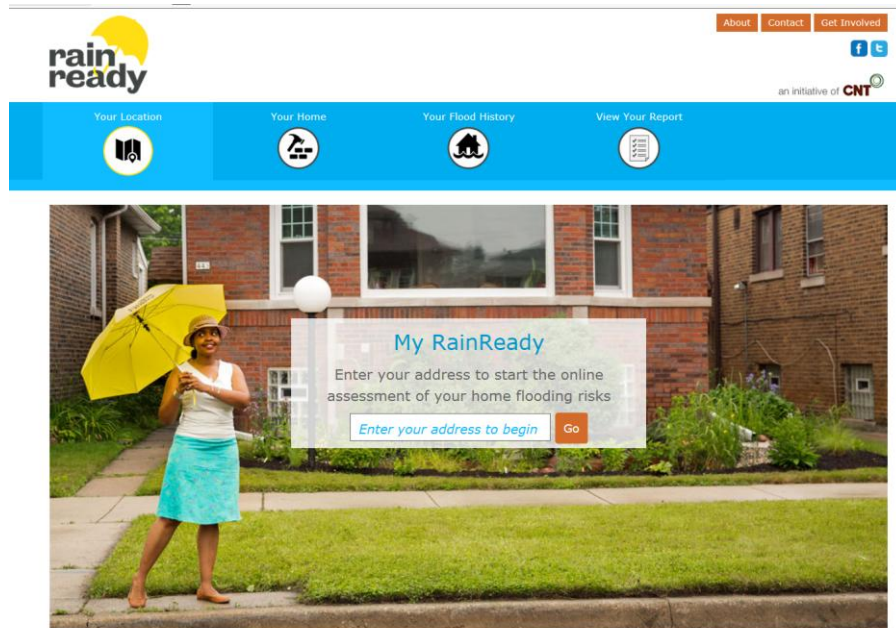 About
Contact
Get Involved
rain
ready
an initiative of CNT
Your Location
Your Home
Your Flood History
View Your Report
My RainReady
Enter your address to start the online
assessment of your home flooding risks
Enter your address to begin
Go